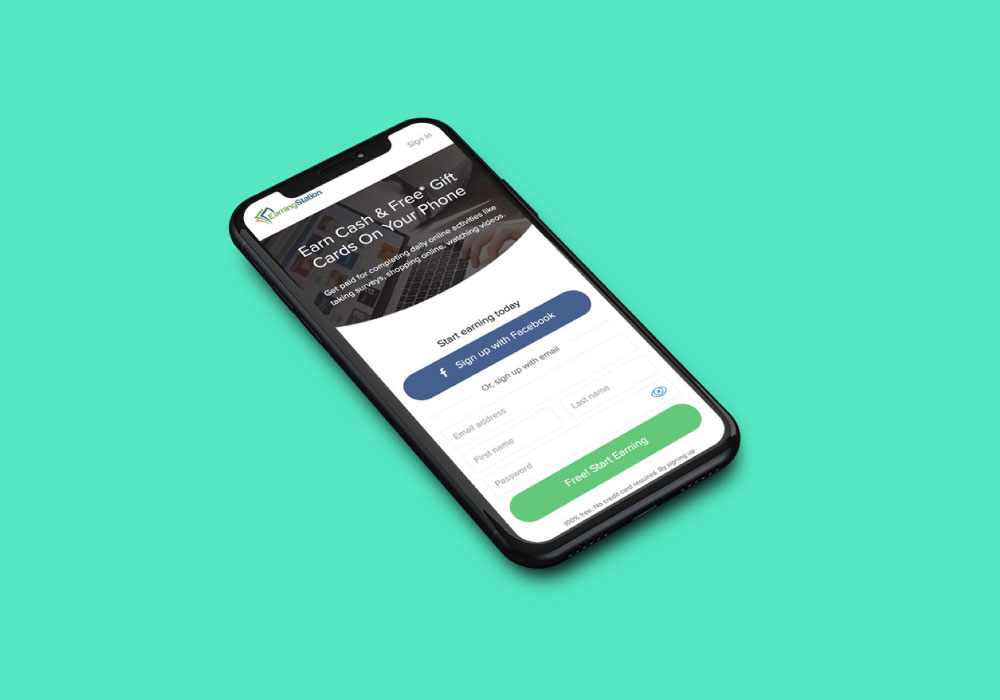 EarningStation
Sign In
Earn Cash & Free* Gift
Cards On Your Phone
Get paid for completing daily online activities like
taking surveys, shopping online, watching videos.
Start earning today
f Sign up with Facebook
Or, sign up with email
Email address
First name
Last name
Password
Free! Start Earning
100% free. No credit card required. By signing up